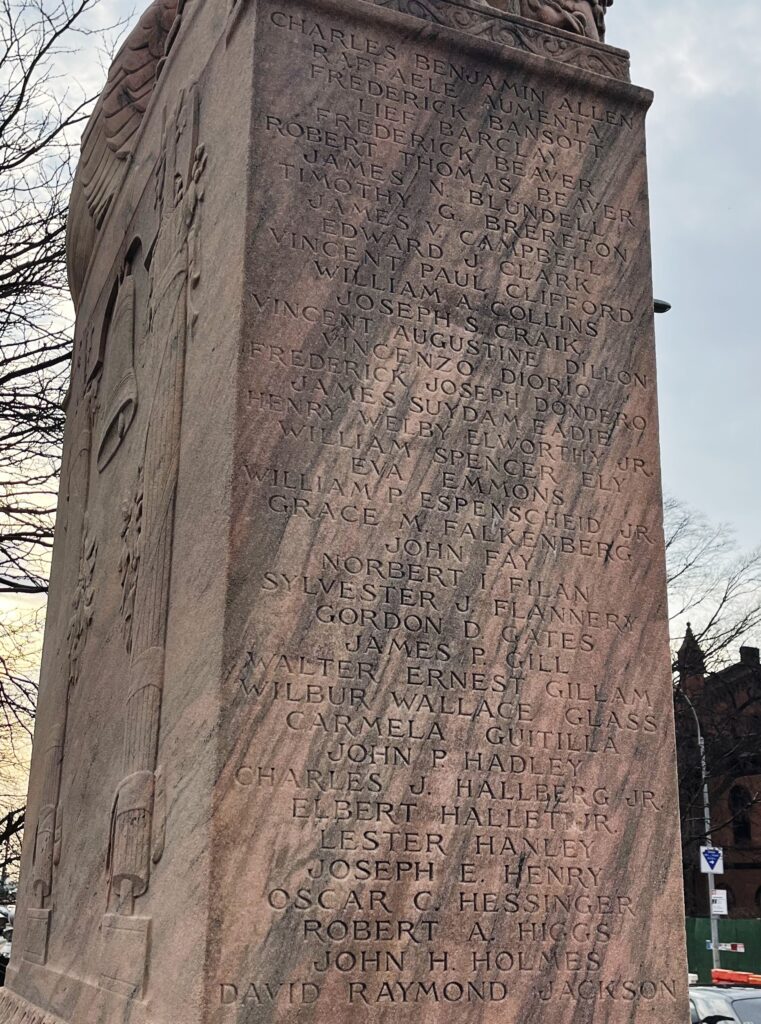 CHARLES BENJAMIN ALLEN
RAFFAELE AUMENTA
FREDERICK BANSOTT
LIEF BARCLAY
FREDERICK BEAVER
ROBERT THOMAS BEAVER
JAMES N. BLUNDELL
TIMOTHY G. BRERETON
JAMES V. CAMPBELL
EDWARD J. CLARK
VINCENT PAUL CLIFFORD
WILLIAM A. COLLINS
JOSEPH S. CRAIK
VINCENT AUGUSTINE DILLON
VINCENZO DIORIO
FREDERICK JOSEPH DONDERO
JAMES SUYDAM EADIE
HENRY WELBY ELWORTHY JR.
WILLIAM SPENCER ELY
EVA EMMONS
WILLIAM P. ESPENSCHEID JR.
GRACE M. FALKENBERG
JOHN FAY
NORBERT I. FILAN
SYLVESTER J. FLANNERY
GORDON D. GATES
JAMES P. GILL
WALTER ERNEST GILLAM
WILBUR WALLACE GLASS
CARMELA GUITILLA
JOHN P. HADLEY
CHARLES J. HALLBERG JR.
ELBERT HALLET JR.
LESTER HANLEY
JOSEPH E. HENRY
OSCAR C. HESSINGER
ROBERT A. HIGGS
JOHN H. HOLMES
DAVID RAYMOND JACKSON